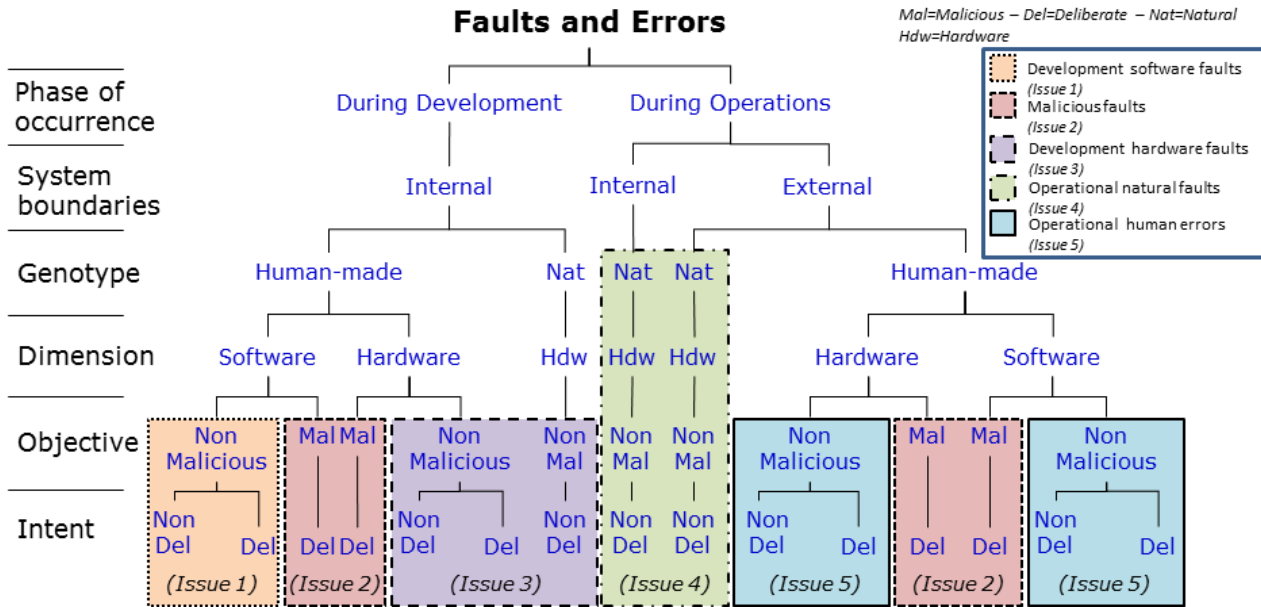 Faults and Errors
Mal=Malicious – Del=Deliberate – Nat=Natural
Hdw=Hardware
Development software faults
(Issue 1)
Malicious faults
(Issue 2)
Development hardware faults
(Issue 3)
Operational natural faults
(Issue 4)
Operational human errors
(Issue 5)
Phase of
occurrence
During Development
During Operations
System
boundaries
Internal
Internal
External
Genotype
Human-made
Nat
Nat
Nat
Human-made
Dimension
Software
Hardware
Hdw
Hdw
Hdw
Hardware
Software
Objective
Non
Malicious
Mal
Mal
Non
Malicious
Non
Mal
Non
Mal
Non
Mal
Non
Malicious
Mal
Mal
Non
Malicious
Intent
Non
Del
Del
Del
Del
Non
Del
Del
Non
Del
Non
Del
Non
Del
Non
Del
Del
Del
Del
Non
Del
Del
(Issue 1)
(Issue 2)
(Issue 3)
(Issue 4)
(Issue 5)
(Issue 2)
(Issue 5)